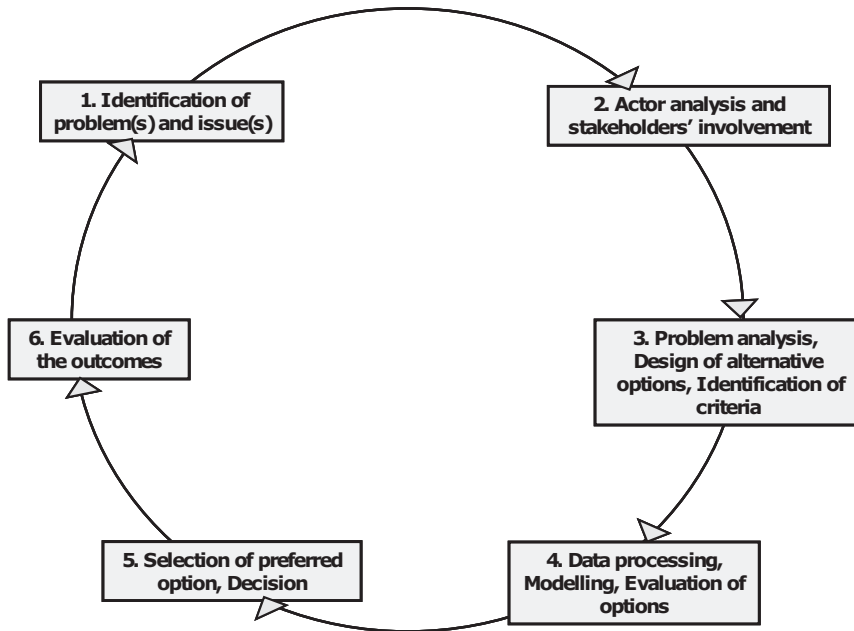 1. Identification of
problem(s) and issue(s)
2. Actor analysis and
stakeholders’ involvement
3. Problem analysis,
Design of alternative
options, Identification of
criteria
4. Data processing,
Modelling, Evaluation of
options
5. Selection of preferred
option, Decision
6. Evaluation of
the outcomes